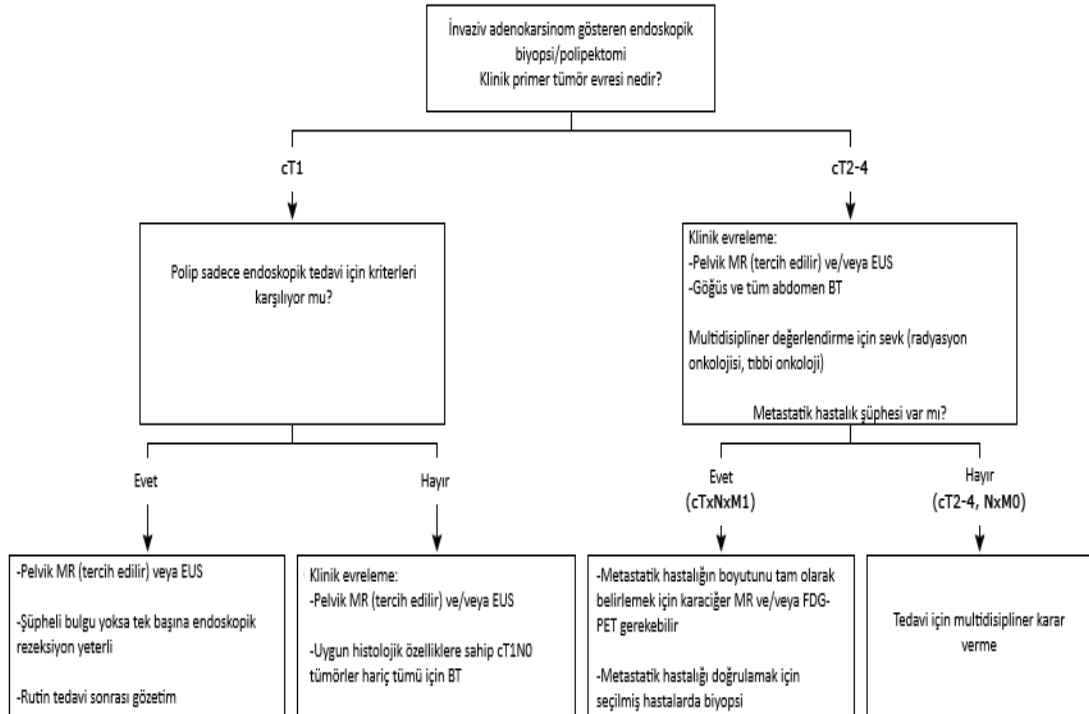 İnvaziv adenokarsinom gösteren endoskopik
biyopsi/polipektomi
Klinik primer tümör evresi nedir?
cT1
cT2-4
Polip sadece endoskopik tedavi için kriterleri
karşılıyor mu?
Klinik evreleme:
-Pelvik MR (tercih edilir) ve/veya EUS
-Göğüs ve tüm abdomen BT
Multidisipliner değerlendirme için sevk (radyasyon
onkolojisi, tıbbi onkoloji)
Metastatik hastalık şüphesi var mı?
Evet
Hayır
Evet
(cTxNxM1)
Hayır
(cT2-4, NxM0)
-Pelvik MR (tercih edilir) veya EUS
-Şüpheli bulgu yoksa tek başına endoskopik
rezeksiyon yeterli
-Rutin tedavi sonrası gözetim
Klinik evreleme:
-Pelvik MR (tercih edilir) ve/veya EUS
-Uygun histolojik özelliklere sahip cT1N0
tümörler hariç tümü için BT
-Metastatik hastalığın boyutunu tam olarak
belirlemek için karaciğer MR ve/veya FDG-
PET gerekebilir
-Metastatik hastalığı doğrulamak için
seçilmiş hastalarda biyopsi
Tedavi için multidisipliner karar
verme